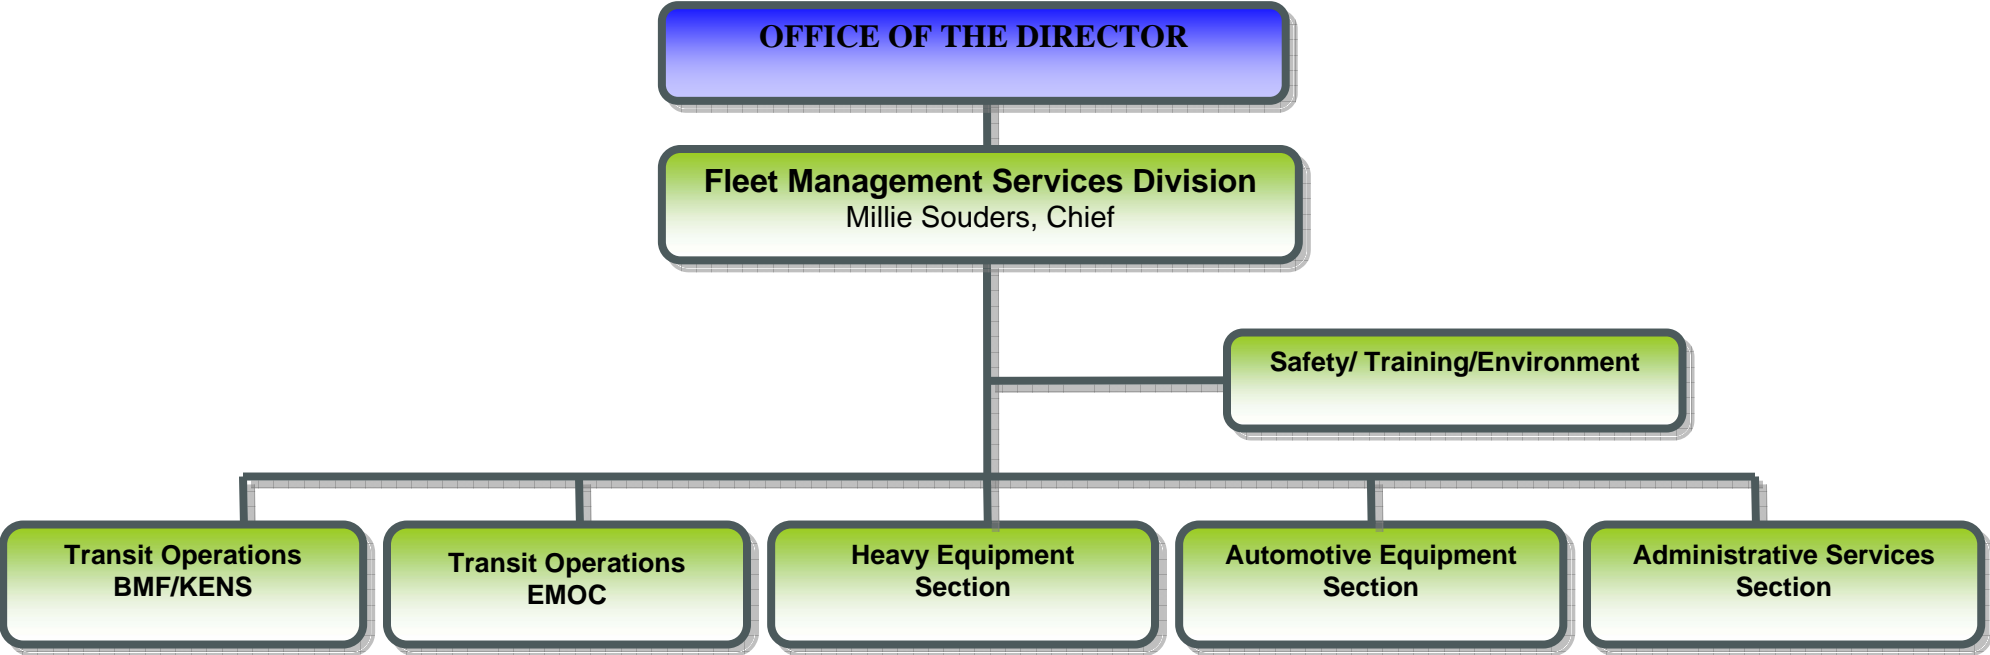 OFFICE OF THE DIRECTOR
Fleet Management Services Division
Millie Souders, Chief
Safety/ Training/Environment
Transit Operations
BMF/KENS
Transit Operations
EMOC
Heavy Equipment
Section
Automotive Equipment
Section
Administrative Services
Section